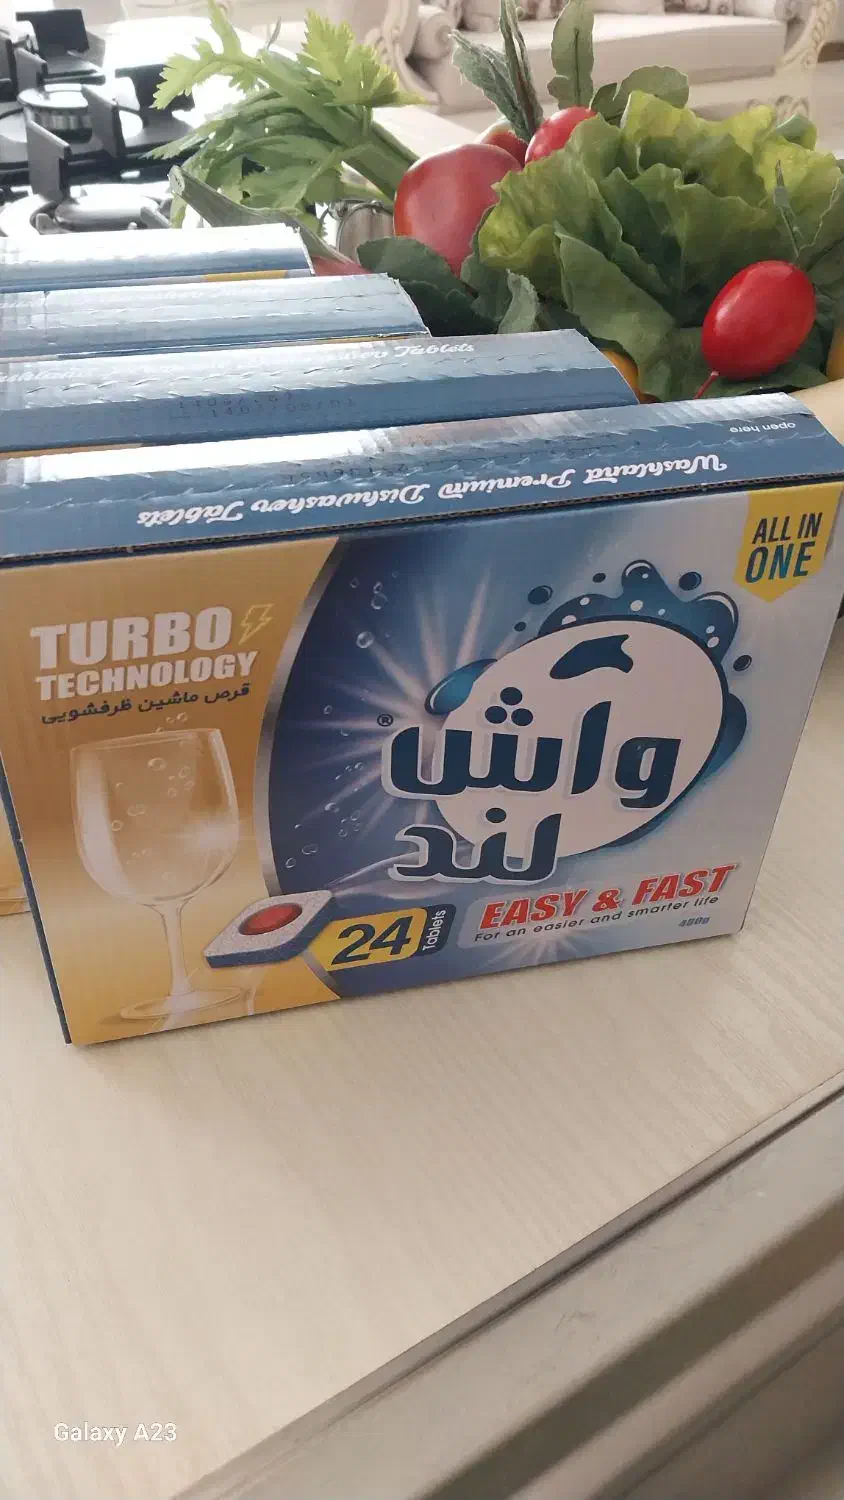 open here
Washland Premium Dishwasher Tablets
ALL IN
ONE
TURBO
TECHNOLOGY
قرص ماشین ظرفشویی
واش
لند
®
24
Tablets
EASY & FAST
For an easier and smarter life
480g
Galaxy A23